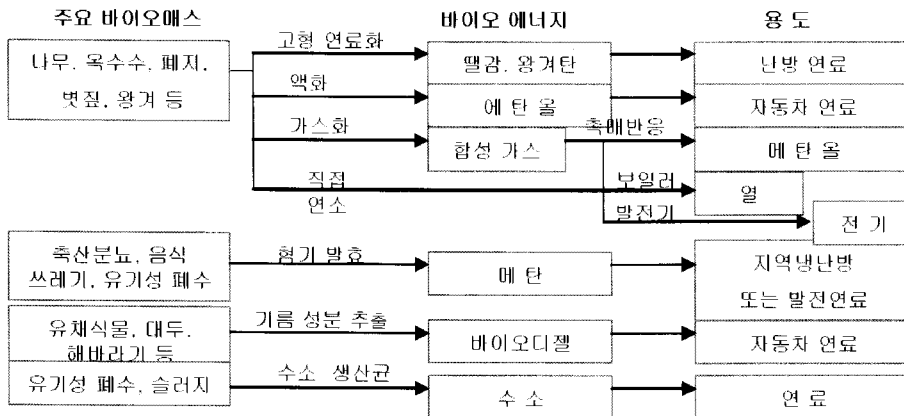 주요 바이오매스 바이오 에너지 용 도
고형 연료화
나무, 옥수수, 폐지,
볏짚, 왕겨 등
땔감, 왕겨탄
난방 연료
액화
에 탄 올
자동차 연료
가스화
합성 가스
촉매반응
메 탄 올
직접
연소
보일러
열
발전기
전 기
축산분뇨, 음식
쓰레기, 유기성 폐수
혐기 발효
메 탄
지역냉난방
또는 발전연료
유채식물, 대두,
해바라기 등
기름 성분 추출
바이오디젤
자동차 연료
유기성 폐수, 슬러지
수소 생산균
수 소
연 료